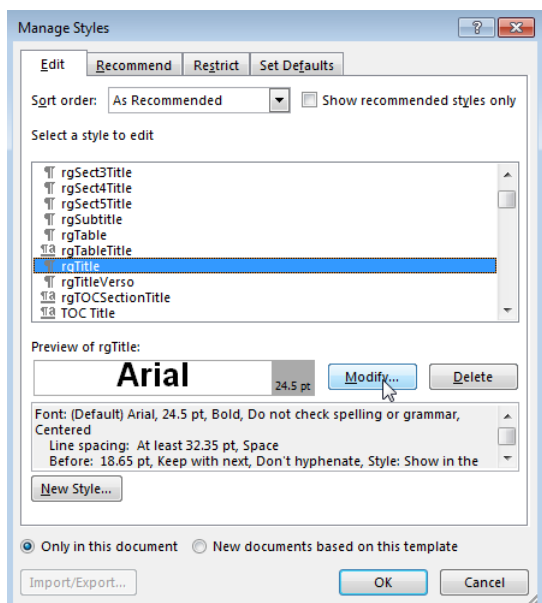 Manage Styles
?
Edit Recommend Restrict Set Defaults
Sort order: As Recommended Show recommended styles only
Select a style to edit
¶ rgSect3Title
¶ rgSect4Title
¶ rgSect5Title
¶ rgSubtitle
¶ rgTable
¶a rgTableTitle
¶ rgTitle
¶ rgTitleVerso
¶a rgTOCSectionTitle
¶a TOC Title
Preview of rgTitle:
Arial 24.5 pt Modify... Delete
Font: (Default) Arial, 24.5 pt, Bold, Do not check spelling or grammar,
Centered
Line spacing: At least 32.35 pt, Space
Before: 18.65 pt, Keep with next, Don't hyphenate, Style: Show in the
New Style...
Only in this document New documents based on this template
Import/Export... OK Cancel